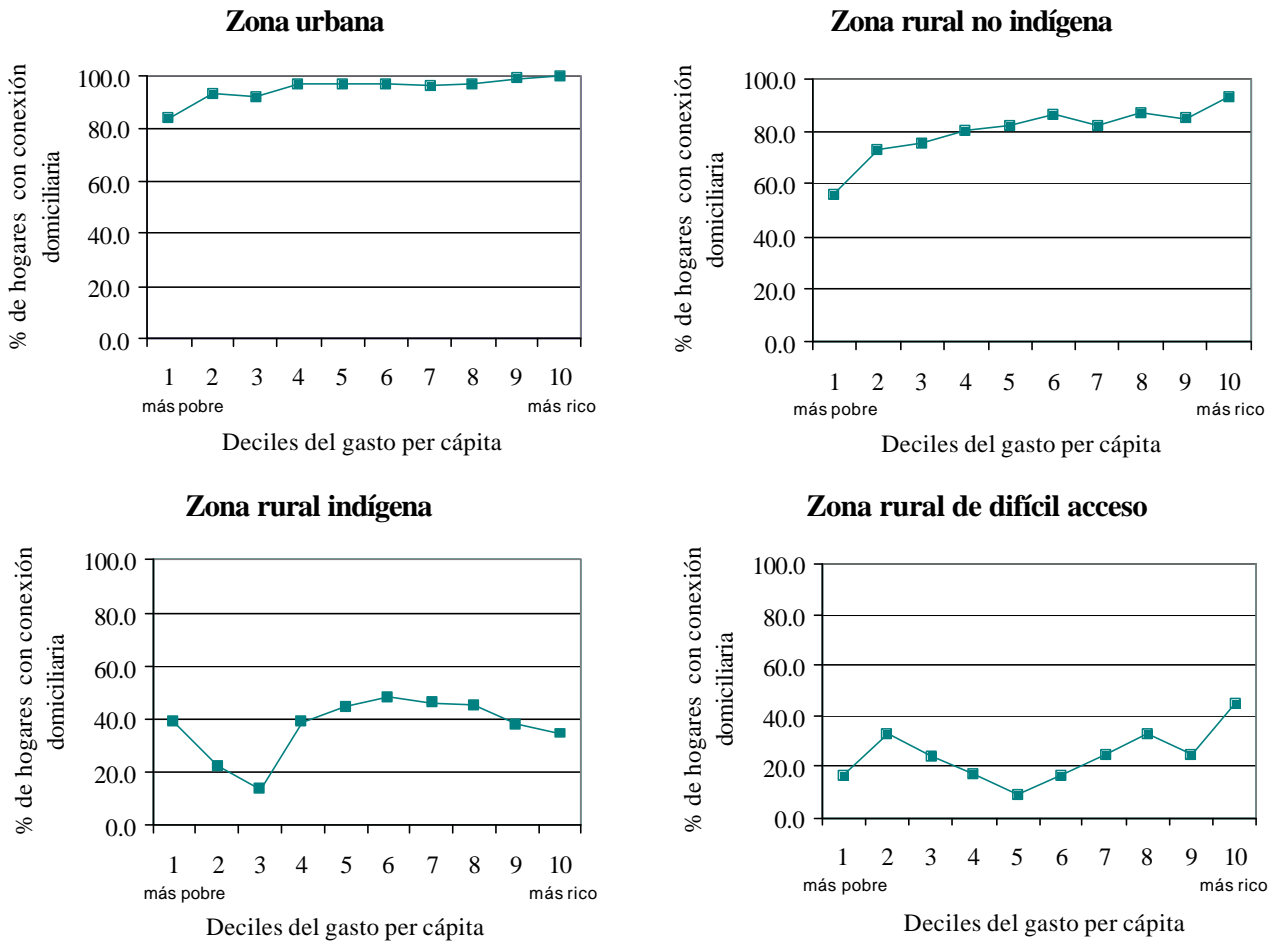 Zona urbana
% de hogares con conexión
domiciliaria
100.0
80.0
60.0
40.0
20.0
0.0
1 2 3 4 5 6 7 8 9 10
más pobre más rico
Deciles del gasto per cápita
Zona rural no indígena
% de hogares con conexión
domiciliaria
100.0
80.0
60.0
40.0
20.0
0.0
1 2 3 4 5 6 7 8 9 10
más pobre más rico
Deciles del gasto per cápita
Zona rural indígena
% de hogares con conexión
domiciliaria
100.0
80.0
60.0
40.0
20.0
0.0
1 2 3 4 5 6 7 8 9 10
más pobre más rico
Deciles del gasto per cápita
Zona rural de difícil acceso
% de hogares con conexión
domiciliaria
100.0
80.0
60.0
40.0
20.0
0.0
1 2 3 4 5 6 7 8 9 10
más pobre más rico
Deciles del gasto per cápita